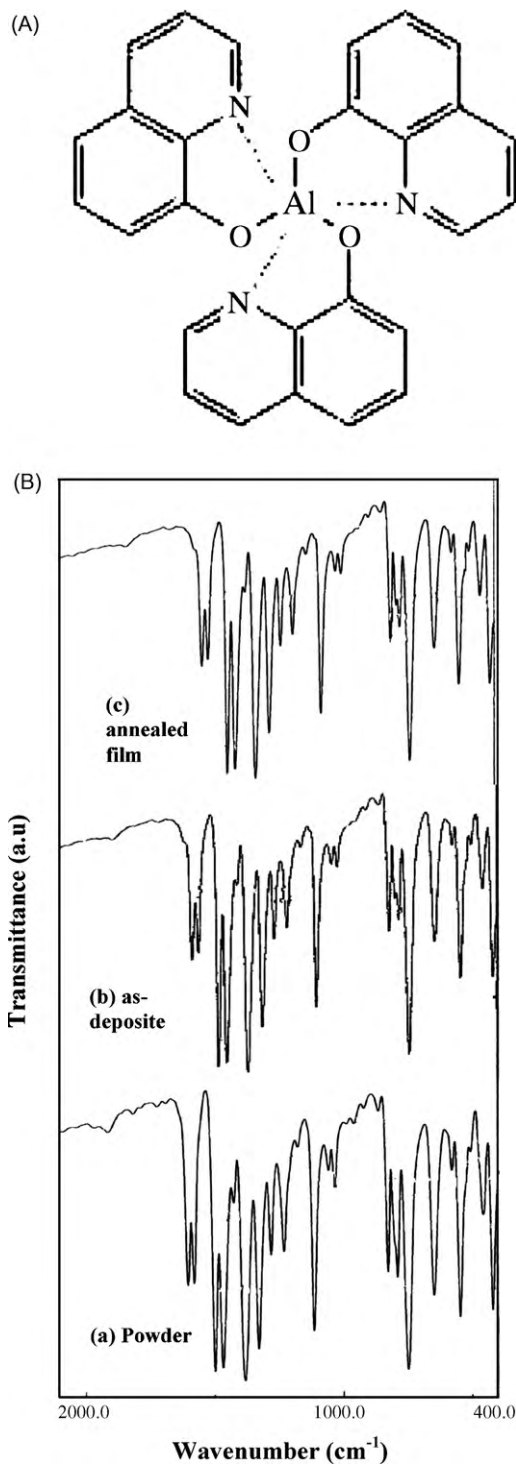 (A)
N
O
Al
N
O
O
N
(B)
(c)
annealed
film
(b) as-
deposite
(a) Powder
Transmittance (a.u)
2000.0 1000.0 400.0
Wavenumber (cm⁻¹)